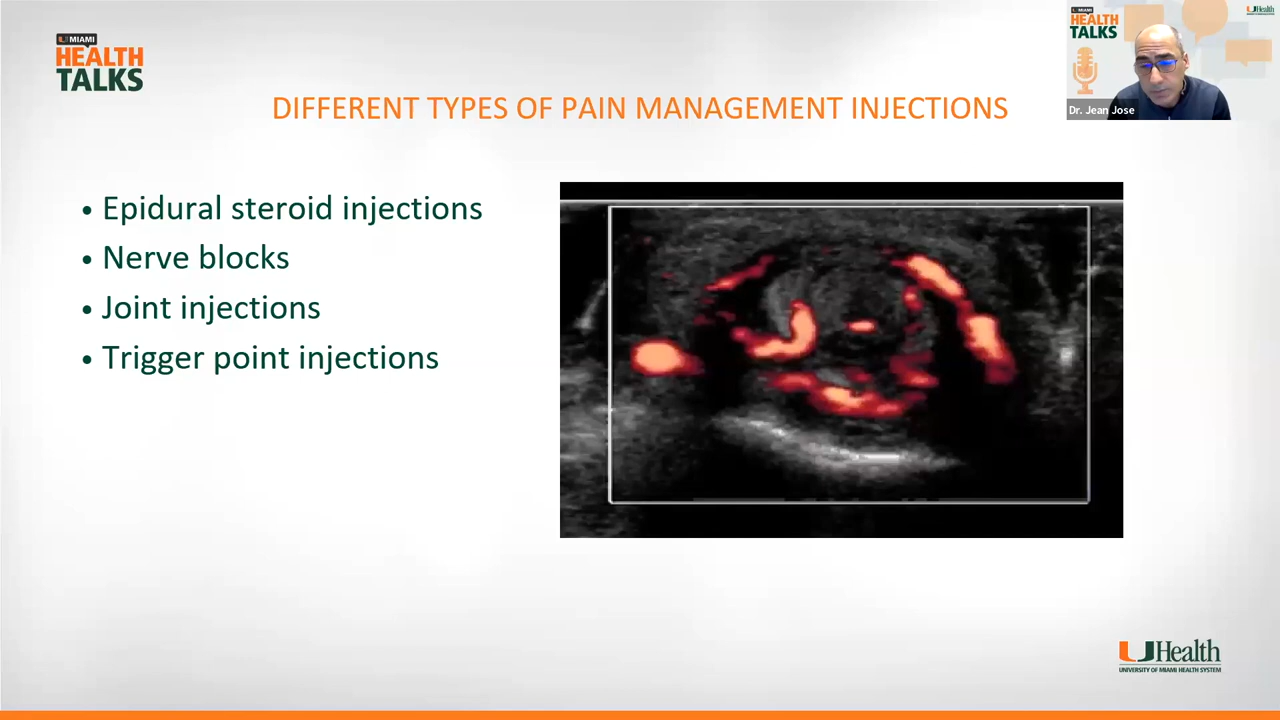 U MIAMI
HEALTH
TALKS
DIFFERENT TYPES OF PAIN MANAGEMENT INJECTIONS
• Epidural steroid injections
• Nerve blocks
• Joint injections
• Trigger point injections
HEALTH
TALKS
UHealth
Dr. Jean Jose
UHealth
UNIVERSITY OF MIAMI HEALTH SYSTEM